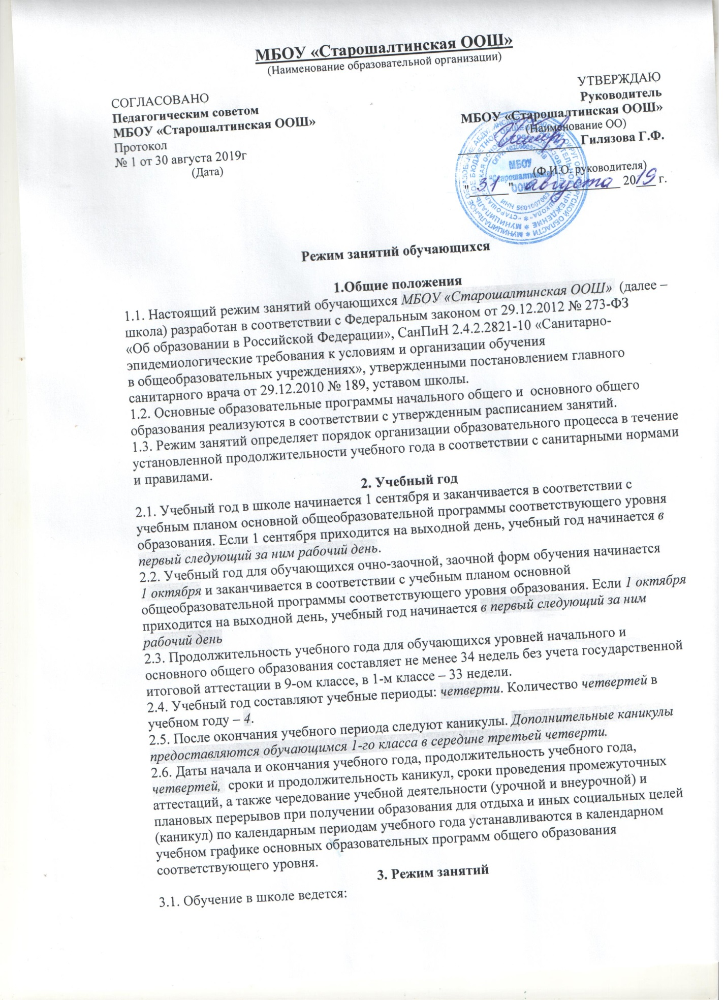 МБОУ «Старошалтинская ООШ»
(Наименование образовательной организации)
СОГЛАСОВАНО
Педагогическим советом
МБОУ «Старошалтинская ООШ»
Протокол
№ 1 от 30 августа 2019г
(Дата)
УТВЕРЖДАЮ
Руководитель
МБОУ «Старошалтинская ООШ»
(Наименование ОО)
Гилязова Г.Ф.
(Ф.И.О. руководителя)
"31" августа 2019 г.
МБОУ
"Старошалтинская
ООШ"
ИНН 5601007063
Режим занятий обучающихся
1.Общие положения
1.1. Настоящий режим занятий обучающихся МБОУ «Старошалтинская ООШ» (далее –
школа) разработан в соответствии с Федеральным законом от 29.12.2012 № 273-ФЗ
«Об образовании в Российской Федерации», СанПиН 2.4.2.2821-10 «Санитарно-
эпидемиологические требования к условиям и организации обучения
в общеобразовательных учреждениях», утвержденными постановлением главного
санитарного врача от 29.12.2010 № 189, уставом школы.
1.2. Основные образовательные программы начального общего и основного общего
образования реализуются в соответствии с утвержденным расписанием занятий.
1.3. Режим занятий определяет порядок организации образовательного процесса в течение
установленной продолжительности учебного года в соответствии с санитарными нормами
и правилами.
2. Учебный год
2.1. Учебный год в школе начинается 1 сентября и заканчивается в соответствии с
учебным планом основной общеобразовательной программы соответствующего уровня
образования. Если 1 сентября приходится на выходной день, учебный год начинается в
первый следующий за ним рабочий день.
2.2. Учебный год для обучающихся очно-заочной, заочной форм обучения начинается
1 октября и заканчивается в соответствии с учебным планом основной
общеобразовательной программы соответствующего уровня образования. Если 1 октября
приходится на выходной день, учебный год начинается в первый следующий за ним
рабочий день
2.3. Продолжительность учебного года для обучающихся уровней начального и
основного общего образования составляет не менее 34 недель без учета государственной
итоговой аттестации в 9-ом классе, в 1-м классе – 33 недели.
2.4. Учебный год составляют учебные периоды: четверти. Количество четвертей в
учебном году – 4.
2.5. После окончания учебного периода следуют каникулы. Дополнительные каникулы
предоставляются обучающимся 1-го класса в середине третьей четверти.
2.6. Даты начала и окончания учебного года, продолжительность учебного года,
четвертей, сроки и продолжительность каникул, сроки проведения промежуточных
аттестаций, а также чередование учебной деятельности (урочной и внеурочной) и
плановых перерывов при получении образования для отдыха и иных социальных целей
(каникул) по календарным периодам учебного года устанавливаются в календарном
учебном графике основных образовательных программ общего образования
соответствующего уровня.
3. Режим занятий
3.1. Обучение в школе ведется: